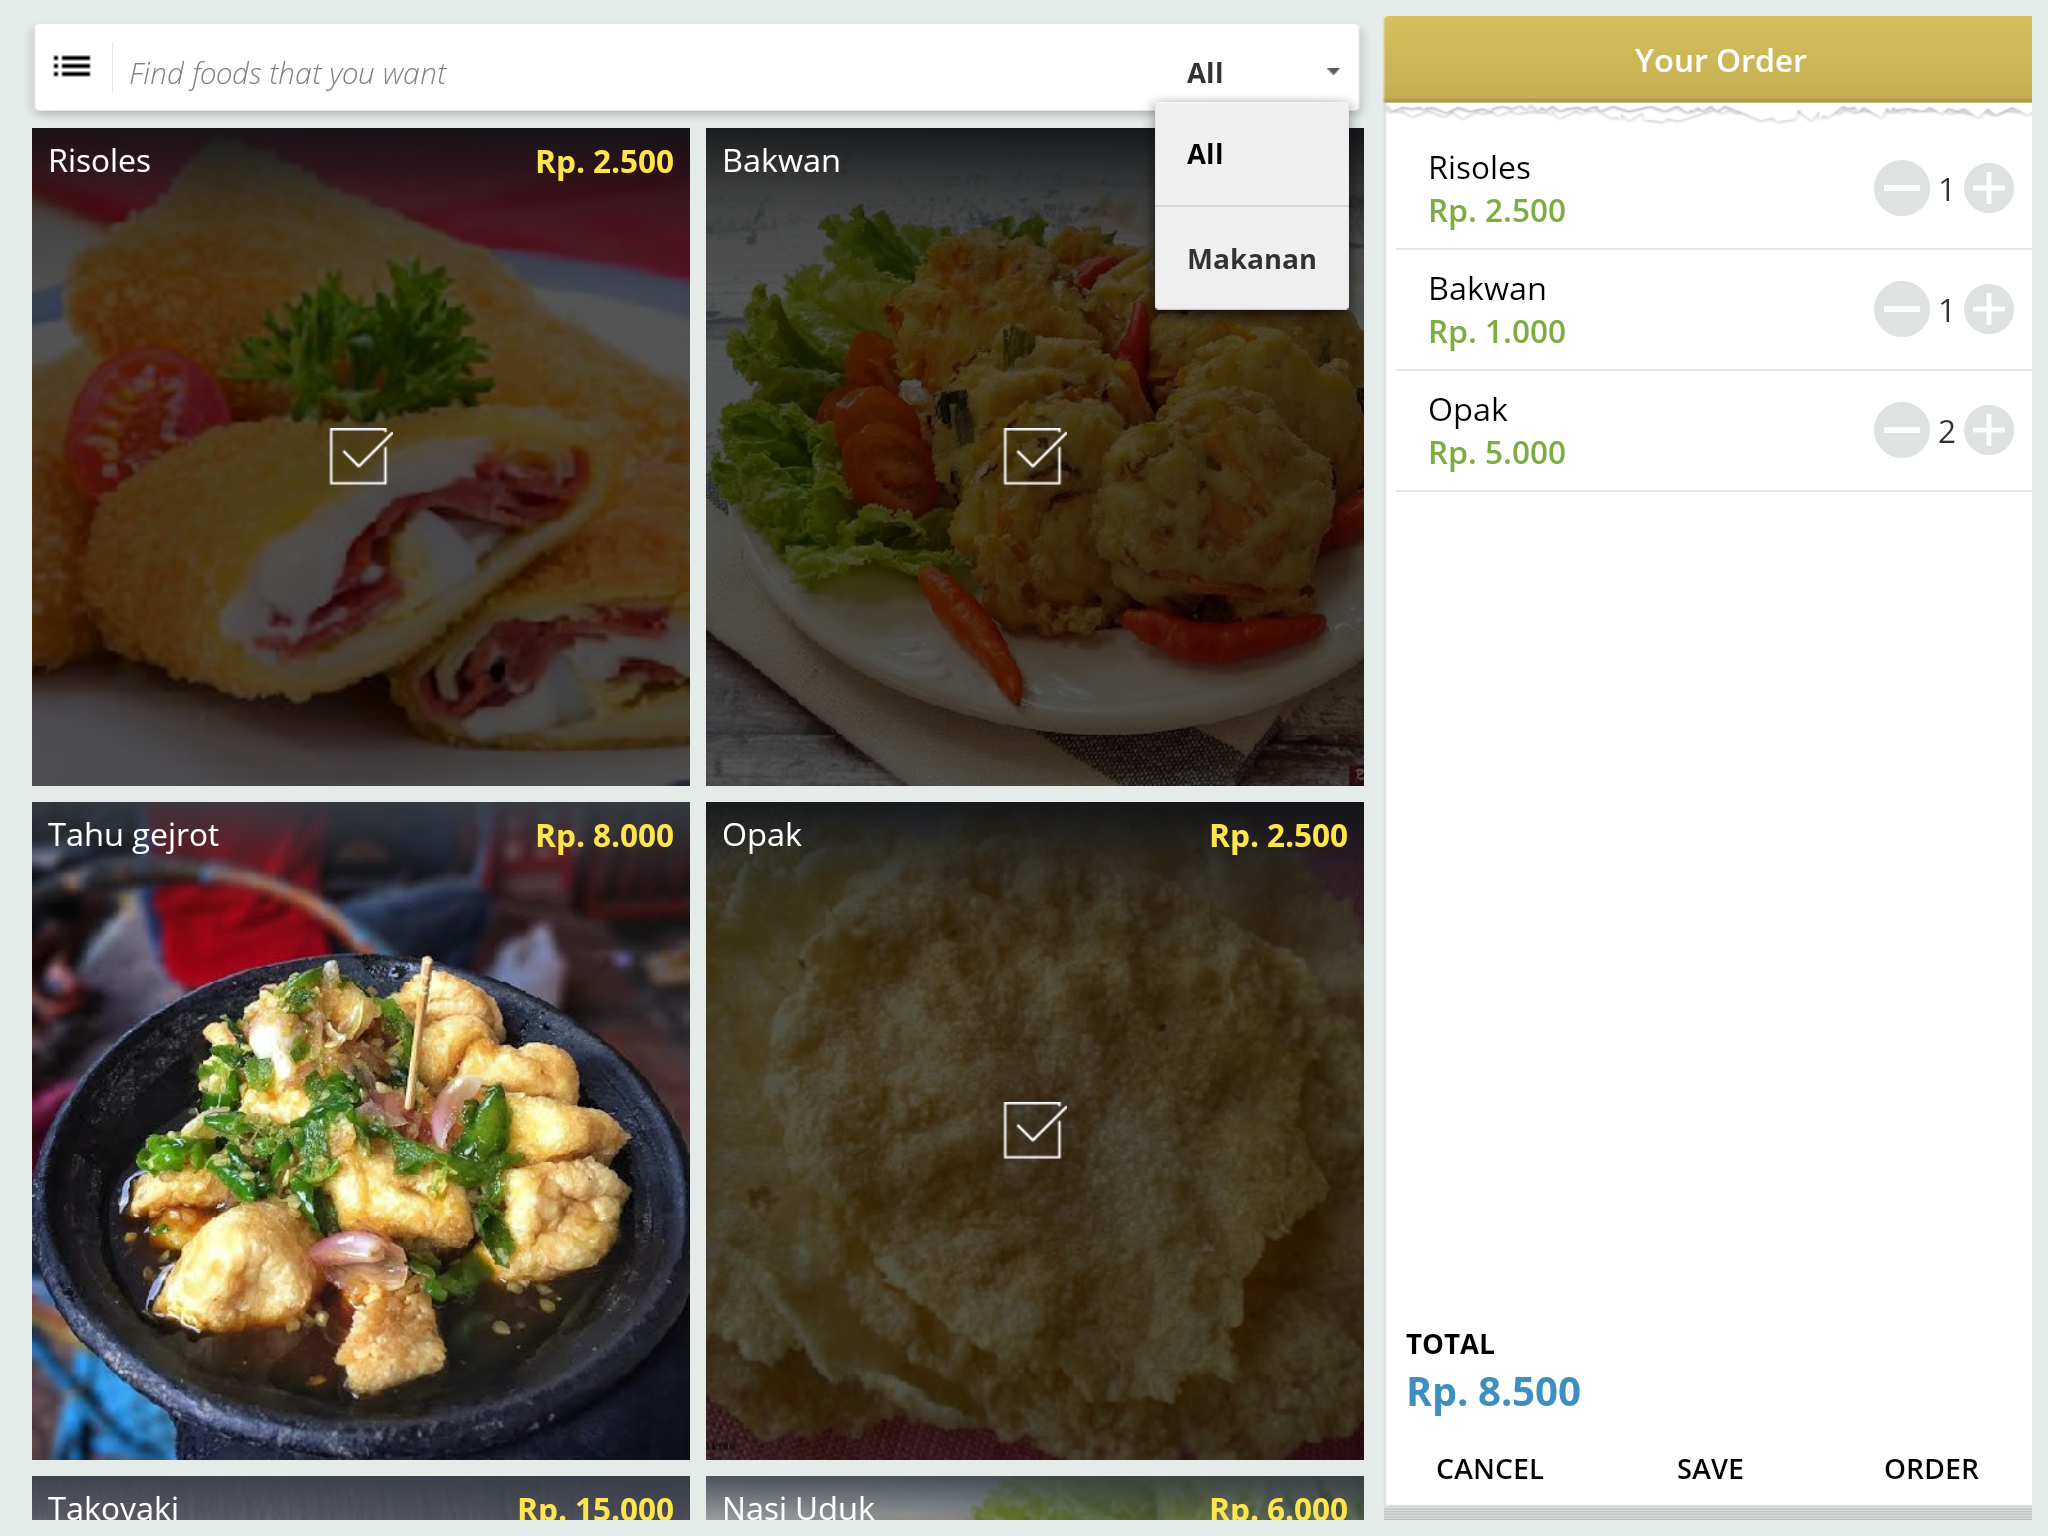 Find foods that you want
All
All
Makanan
Risoles
Rp. 2.500
Bakwan
Tahu gejrot
Rp. 8.000
Opak
Rp. 2.500
Takoyaki
Rp. 15.000
Nasi Uduk
Rp. 6.000
Your Order
Risoles
Rp. 2.500
1
Bakwan
Rp. 1.000
1
Opak
Rp. 5.000
2
TOTAL
Rp. 8.500
CANCEL
SAVE
ORDER